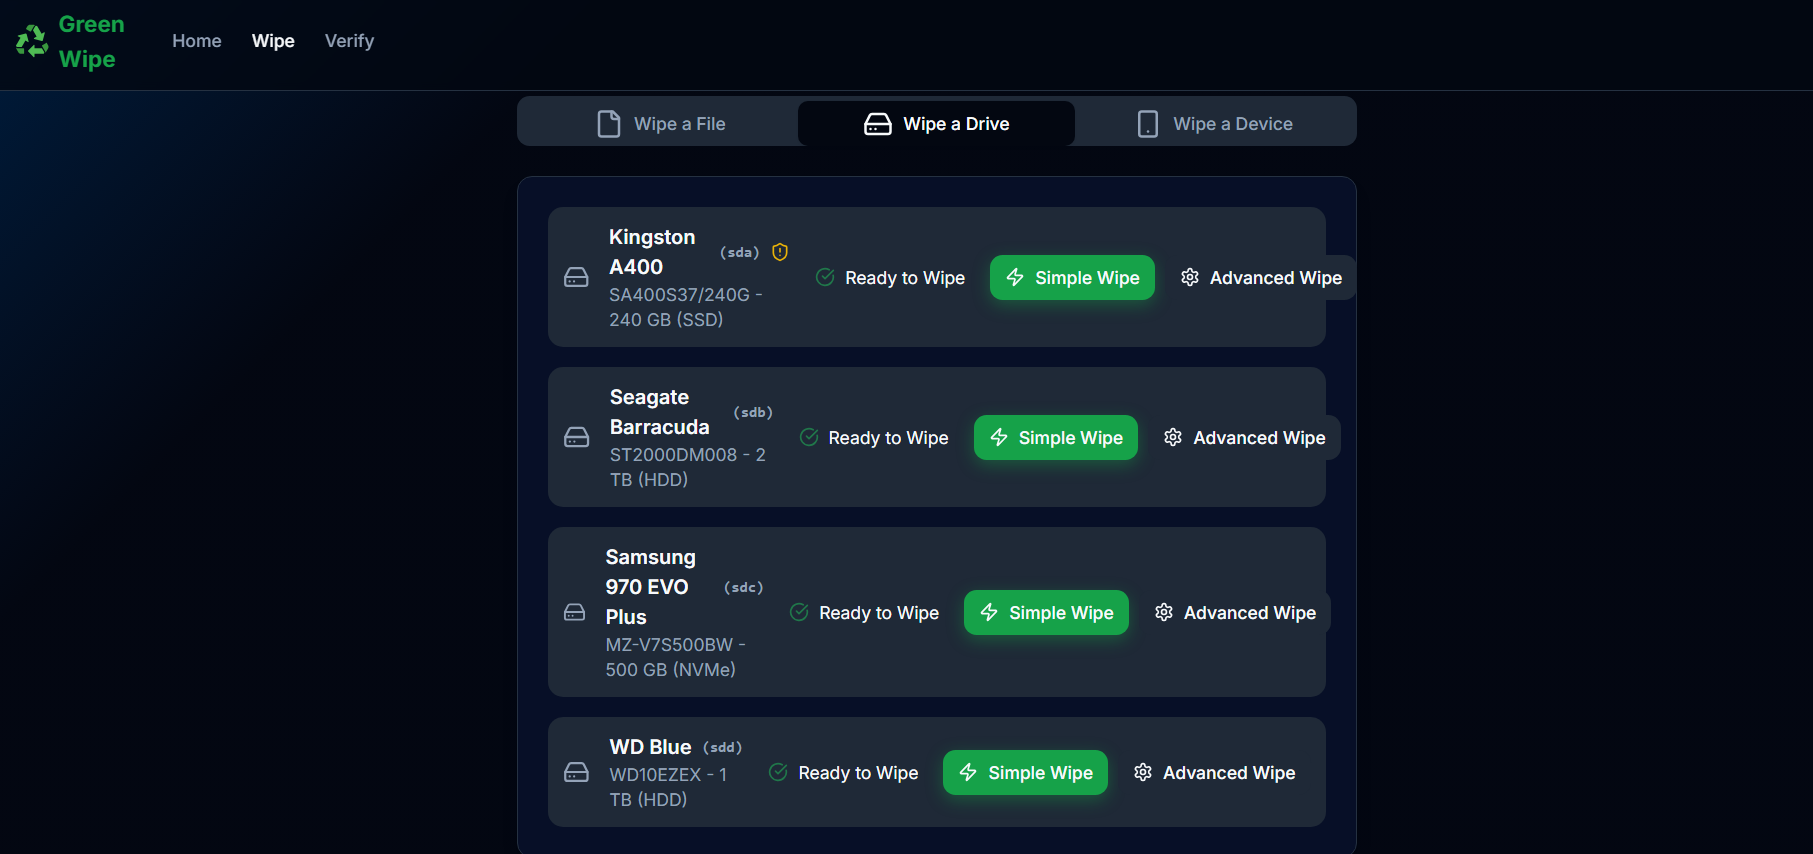 Green
Wipe
Home
Wipe
Verify
Wipe a File
Wipe a Drive
Wipe a Device
Kingston
A400
(sda)
SA400S37/240G -
240 GB (SSD)
Ready to Wipe
Simple Wipe
Advanced Wipe
Seagate
Barracuda
(sdb)
ST2000DM008 - 2
TB (HDD)
Ready to Wipe
Simple Wipe
Advanced Wipe
Samsung
970 EVO
Plus
(sdc)
MZ-V7S500BW -
500 GB (NVMe)
Ready to Wipe
Simple Wipe
Advanced Wipe
WD Blue (sdd)
WD10EZEX - 1
TB (HDD)
Ready to Wipe
Simple Wipe
Advanced Wipe